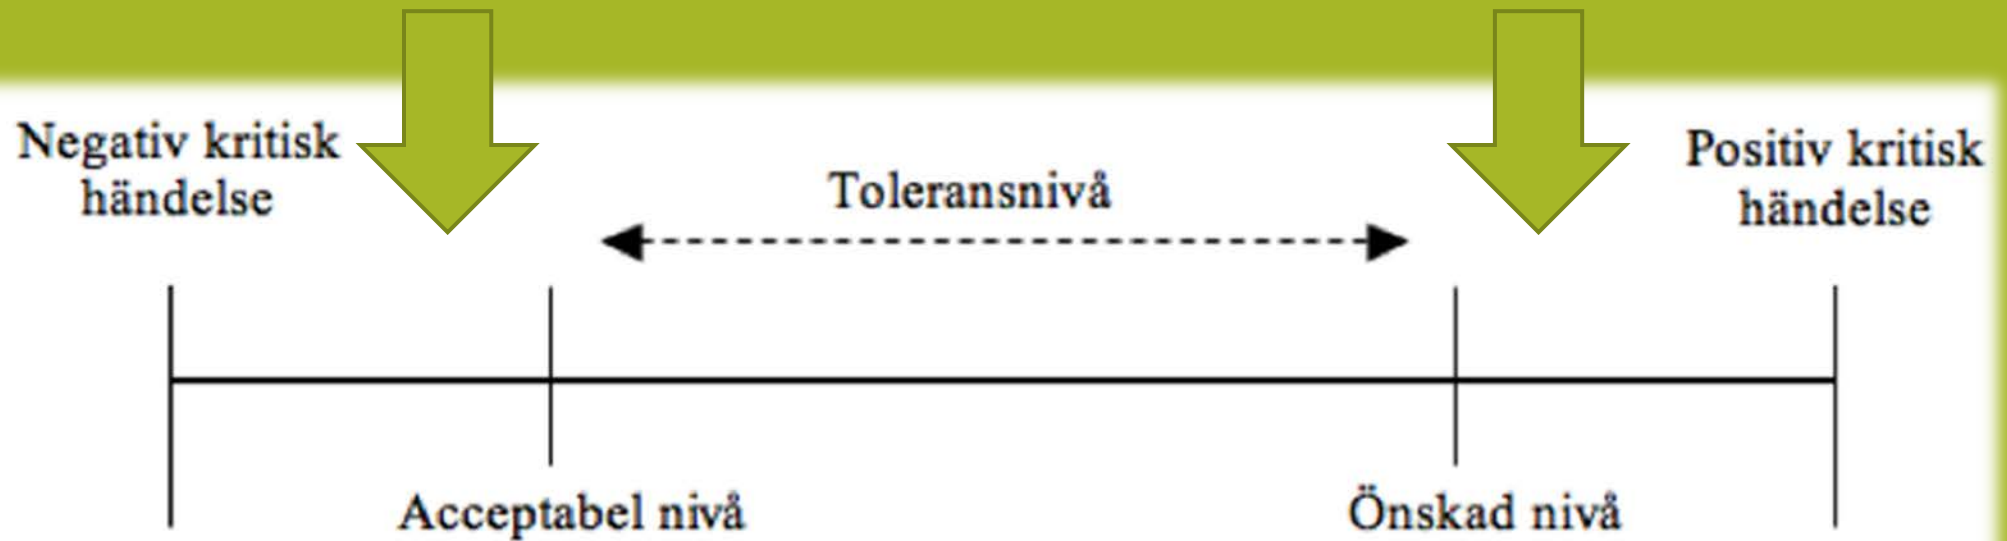 Negativ kritisk
händelse
Toleransnivå
Positiv kritisk
händelse
Acceptabel nivå
Önskad nivå